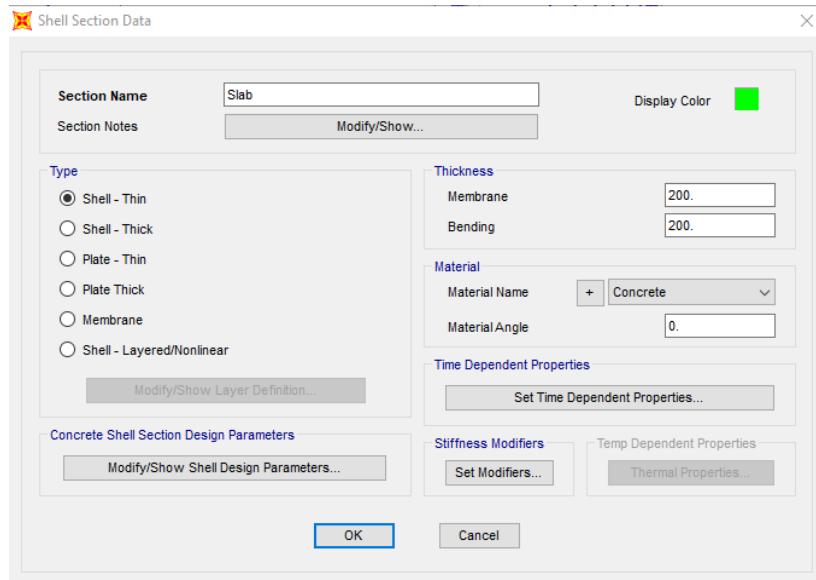 Shell Section Data
Section Name
Slab
Display Color
Section Notes
Modify/Show...
Type
Shell - Thin
Shell - Thick
Plate - Thin
Plate Thick
Membrane
Shell - Layered/Nonlinear
Modify/Show Layer Definition...
Thickness
Membrane
200.
Bending
200.
Material
Material Name
+
Concrete
Material Angle
0.
Time Dependent Properties
Set Time Dependent Properties...
Concrete Shell Section Design Parameters
Modify/Show Shell Design Parameters...
Stiffness Modifiers
Set Modifiers...
Temp Dependent Properties
Thermal Properties...
OK
Cancel